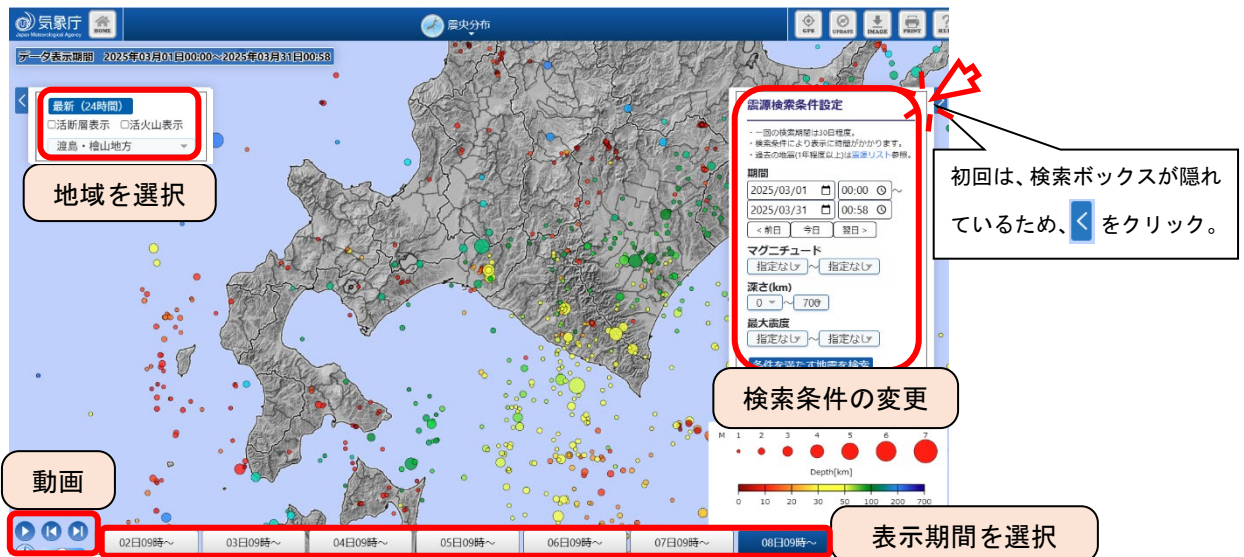 気象庁
Japan Meteorological Agency
HOME
震央分布
GPS
UPDATE
IMAGE
PRINT
データ表示期間 2025年03月01日00:00～2025年03月31日00:58
最新（24時間）
□活断層表示 □活火山表示
渡島・檜山地方
地域を選択
震源検索条件設定
・一回の検索期間は30日程度。
・検索条件により表示に時間がかかります。
・過去の地震(1年程度以上)は震源リスト参照。
期間
2025/03/01 00:00 ～
2025/03/31 00:58
<前日 今日 翌日>
マグニチュード
指定なし ～ 指定なし
深さ(km)
0 ～ 700
最大震度
指定なし ～ 指定なし
条件を満たす地震を検索
検索条件の変更
初回は、検索ボックスが隠れ
ているため、< をクリック。
M 1 2 3 4 5 6 7
Depth[km]
0 10 20 30 50 100 200 700
動画
02日09時～ 03日09時～ 04日09時～ 05日09時～ 06日09時～ 07日09時～ 08日09時～
表示期間を選択